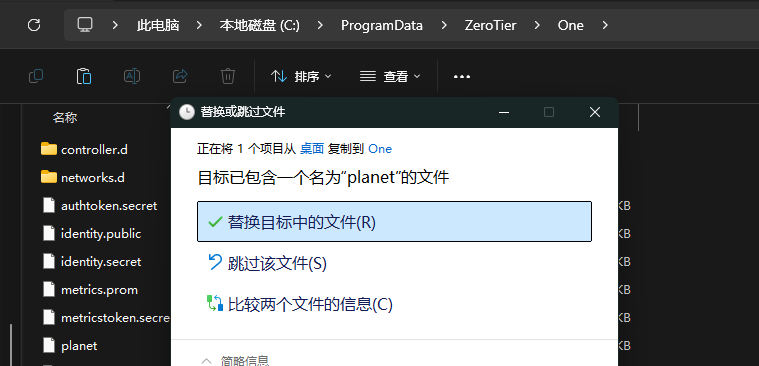 此电脑 > 本地磁盘 (C:) > ProgramData > ZeroTier > One >
排序 查看 ...
名称
controller.d
networks.d
authtoken.secret KB
identity.public KB
identity.secret KB
metrics.prom KB
metricstoken.secre KB
planet KB
替换或跳过文件
正在将 1 个项目从 桌面 复制到 One
目标已包含一个名为“planet”的文件
替换目标中的文件(R)
跳过该文件(S)
比较两个文件的信息(C)
简略信息